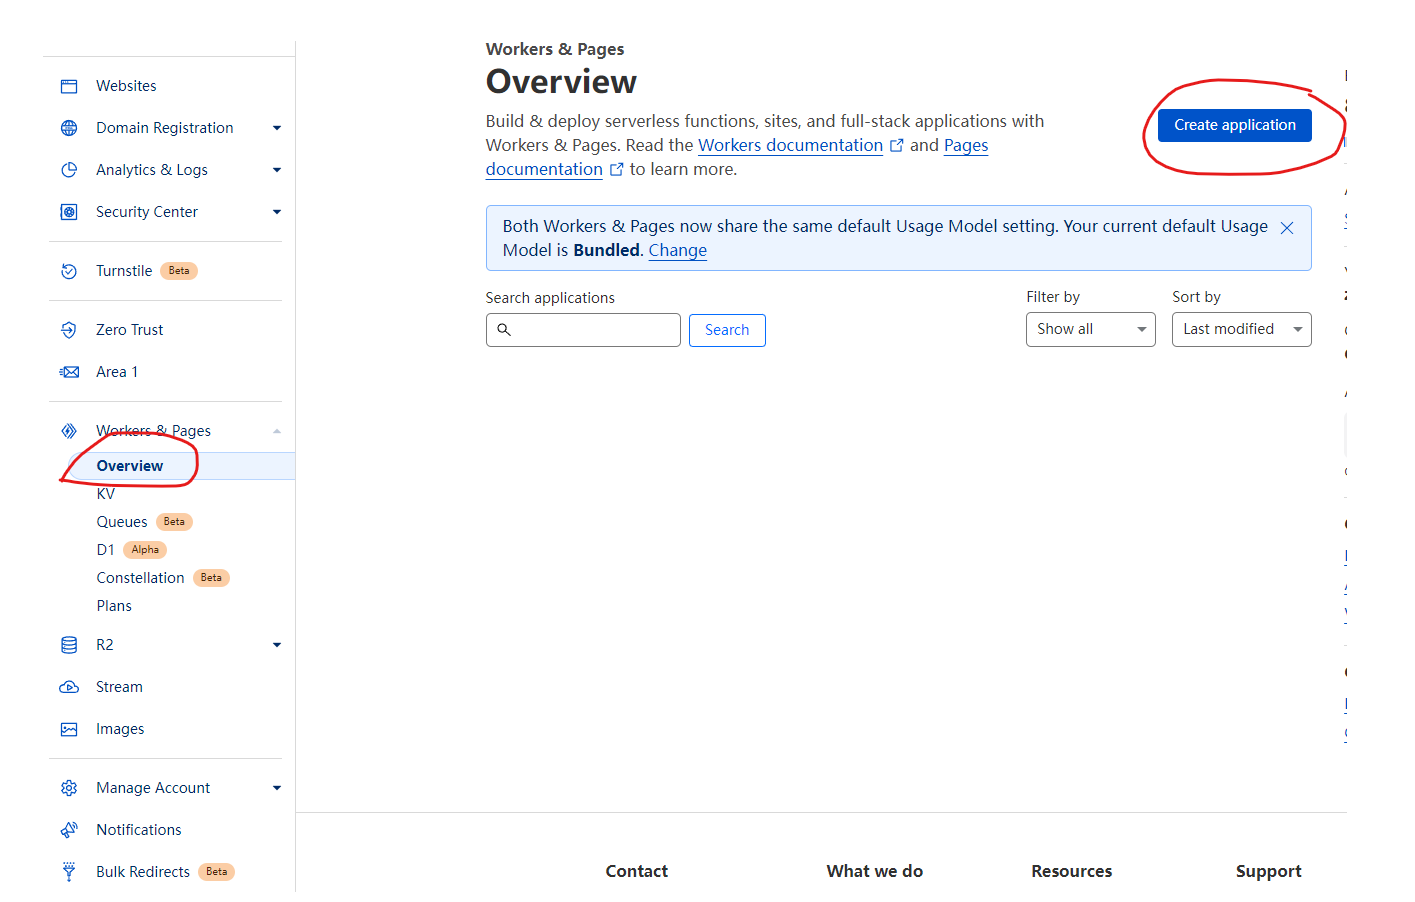 Websites
Domain Registration
Analytics & Logs
Security Center
Turnstile Beta
Zero Trust
Area 1
Workers & Pages
Overview
KV
Queues Beta
D1 Alpha
Constellation Beta
Plans
R2
Stream
Images
Manage Account
Notifications
Bulk Redirects Beta
Workers & Pages
Overview
Create application
Build & deploy serverless functions, sites, and full-stack applications with
Workers & Pages. Read the Workers documentation and Pages
documentation to learn more.
Both Workers & Pages now share the same default Usage Model setting. Your current default Usage
Model is Bundled. Change
Search applications
Search
Filter by
Show all
Sort by
Last modified
Contact
What we do
Resources
Support